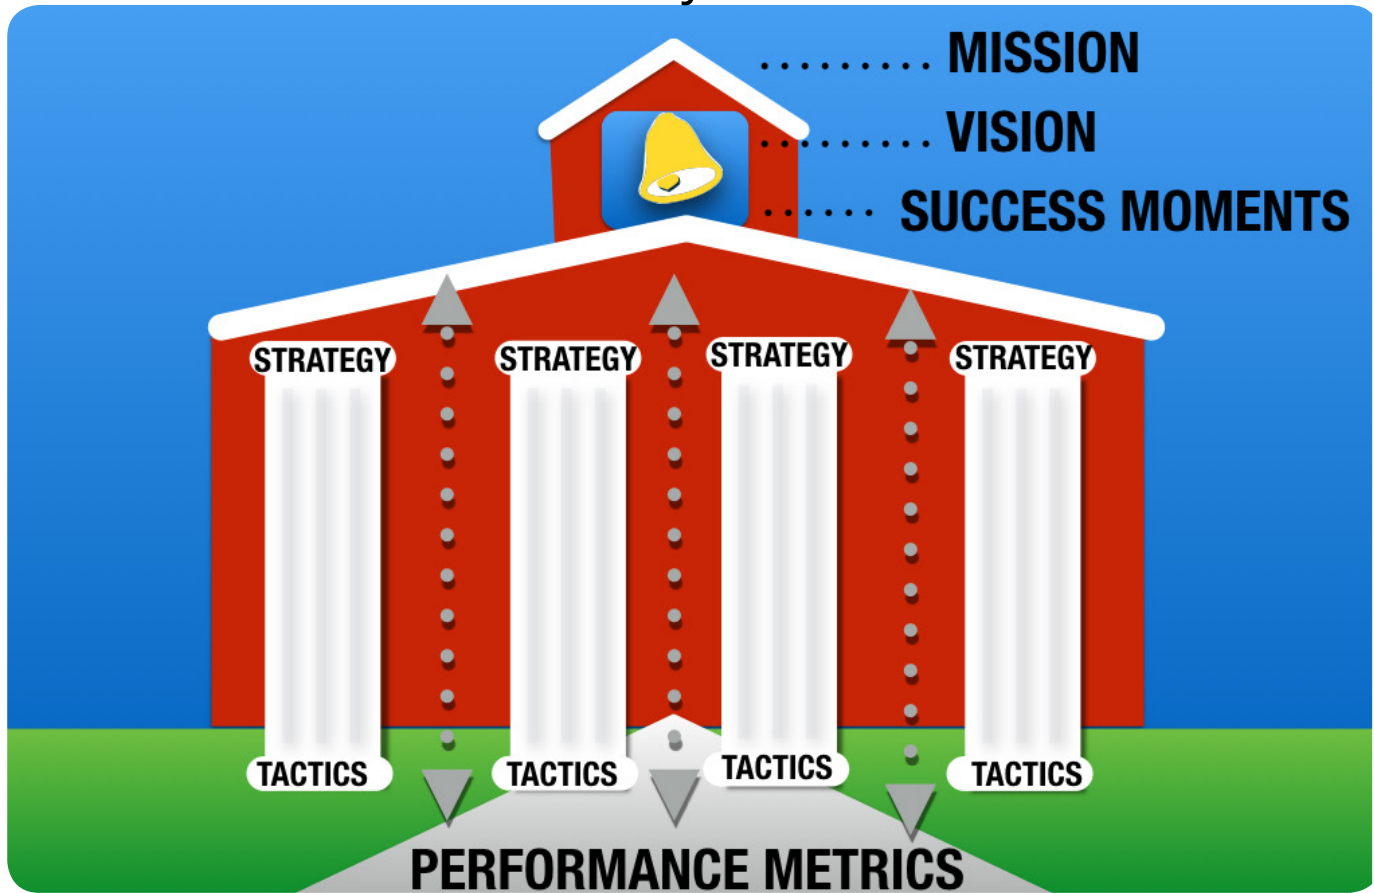 MISSION
VISION
SUCCESS MOMENTS
STRATEGY STRATEGY STRATEGY STRATEGY
TACTICS TACTICS TACTICS TACTICS
PERFORMANCE METRICS